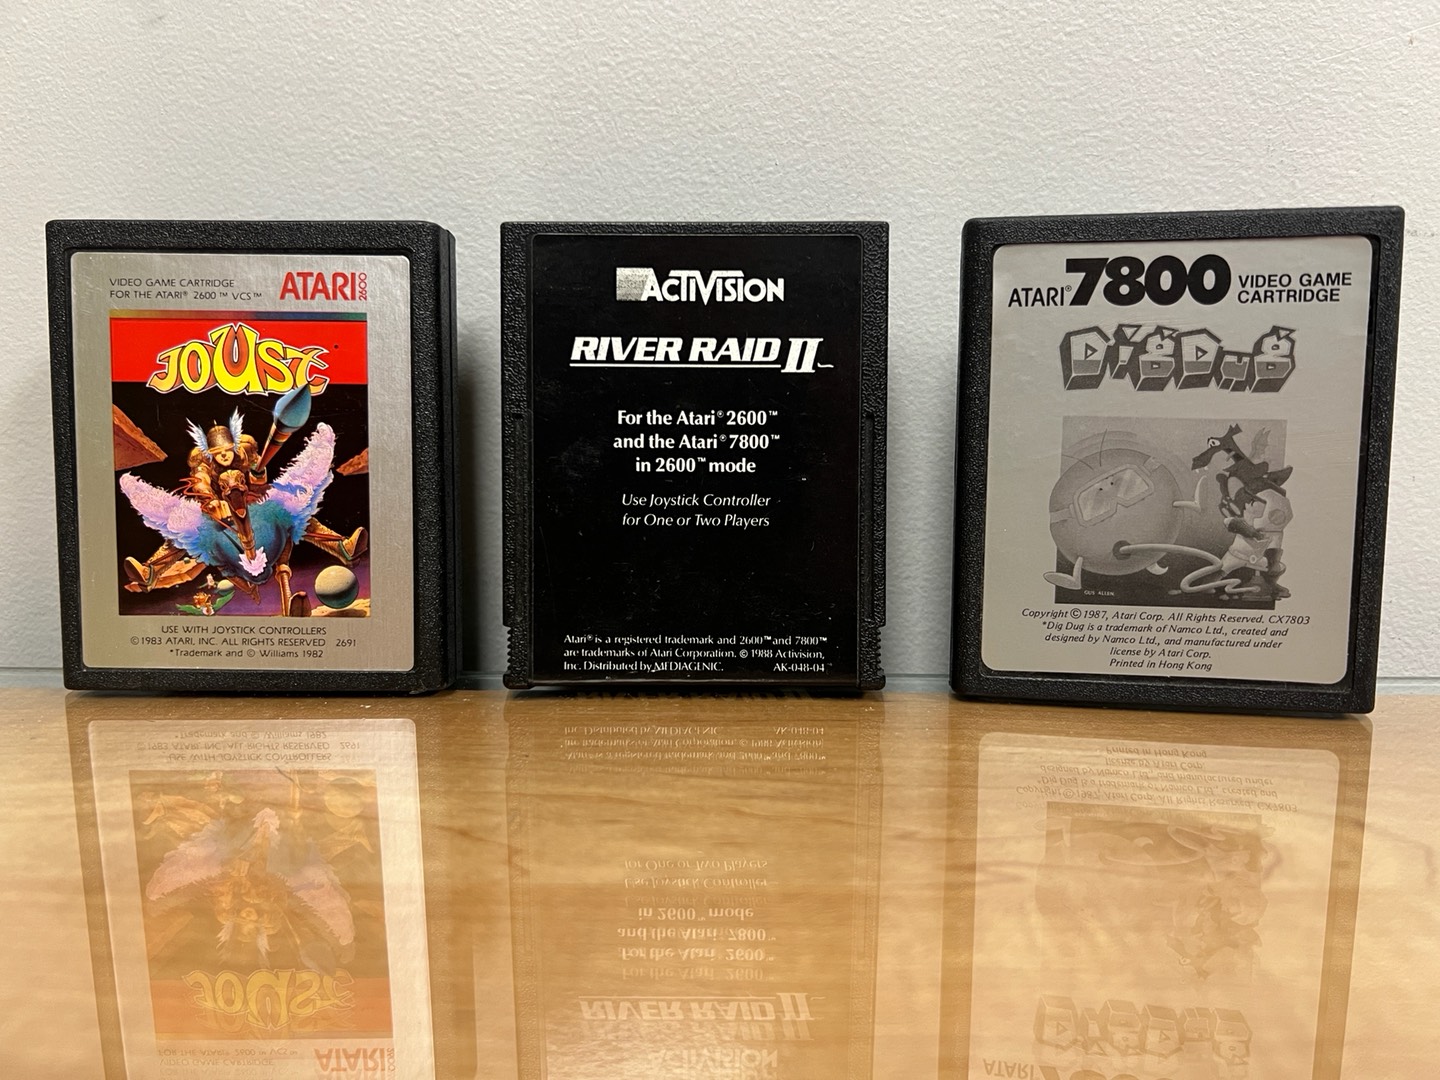 VIDEO GAME CARTRIDGE
FOR THE ATARI® 2600™ VCS™
ATARI 2600
JOUST
USE WITH JOYSTICK CONTROLLERS
©1983 ATARI, INC. ALL RIGHTS RESERVED 2691
*Trademark and © Williams 1982
ACTIVISION
RIVER RAID II
For the Atari® 2600™
and the Atari® 7800™
in 2600™ mode
Use Joystick Controller
for One or Two Players
Atari® is a registered trademark and 2600™ and 7800™
are trademarks of Atari Corporation. © 1988 Activision,
Inc. Distributed by MEDIAGENIC. AK-048-04
ATARI® 7800 VIDEO GAME
CARTRIDGE
DIG DUG
GUS ALLEN
Copyright © 1987, Atari Corp. All Rights Reserved. CX7803
*Dig Dug is a trademark of Namco Ltd., created and
designed by Namco Ltd., and manufactured under
license by Atari Corp.
Printed in Hong Kong